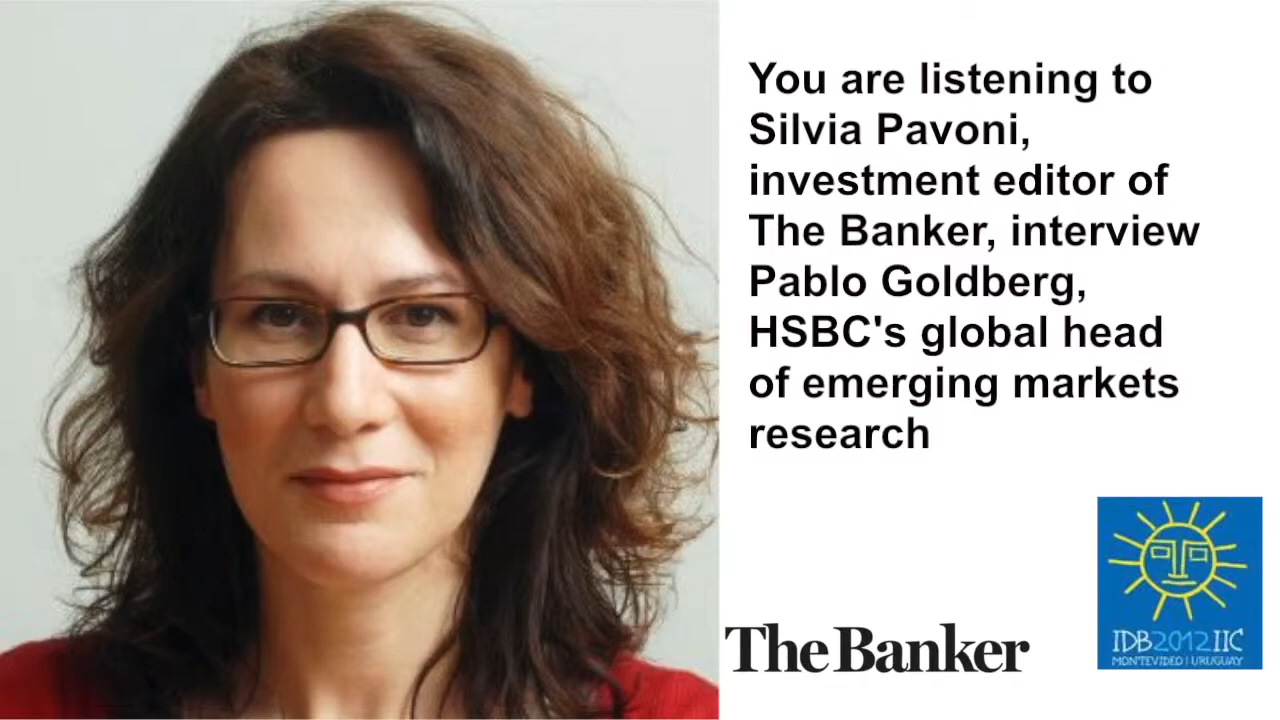 You are listening to
Silvia Pavoni,
investment editor of
The Banker, interview
Pablo Goldberg,
HSBC's global head
of emerging markets
research
The Banker
IDB2012IIC
MONTEVIDEO | URUGUAY